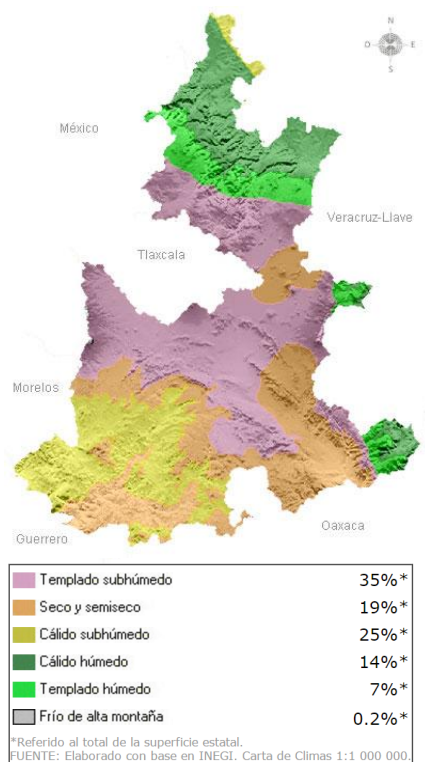 N
D E
S
México
Veracruz-Llave
Tlaxcala
Morelos
Oaxaca
Guerrero
Templado subhúmedo 35%*
Seco y semiseco 19%*
Cálido subhúmedo 25%*
Cálido húmedo 14%*
Templado húmedo 7%*
Frío de alta montaña 0.2%*
*Referido al total de la superficie estatal.
FUENTE: Elaborado con base en INEGI. Carta de Climas 1:1 000 000.